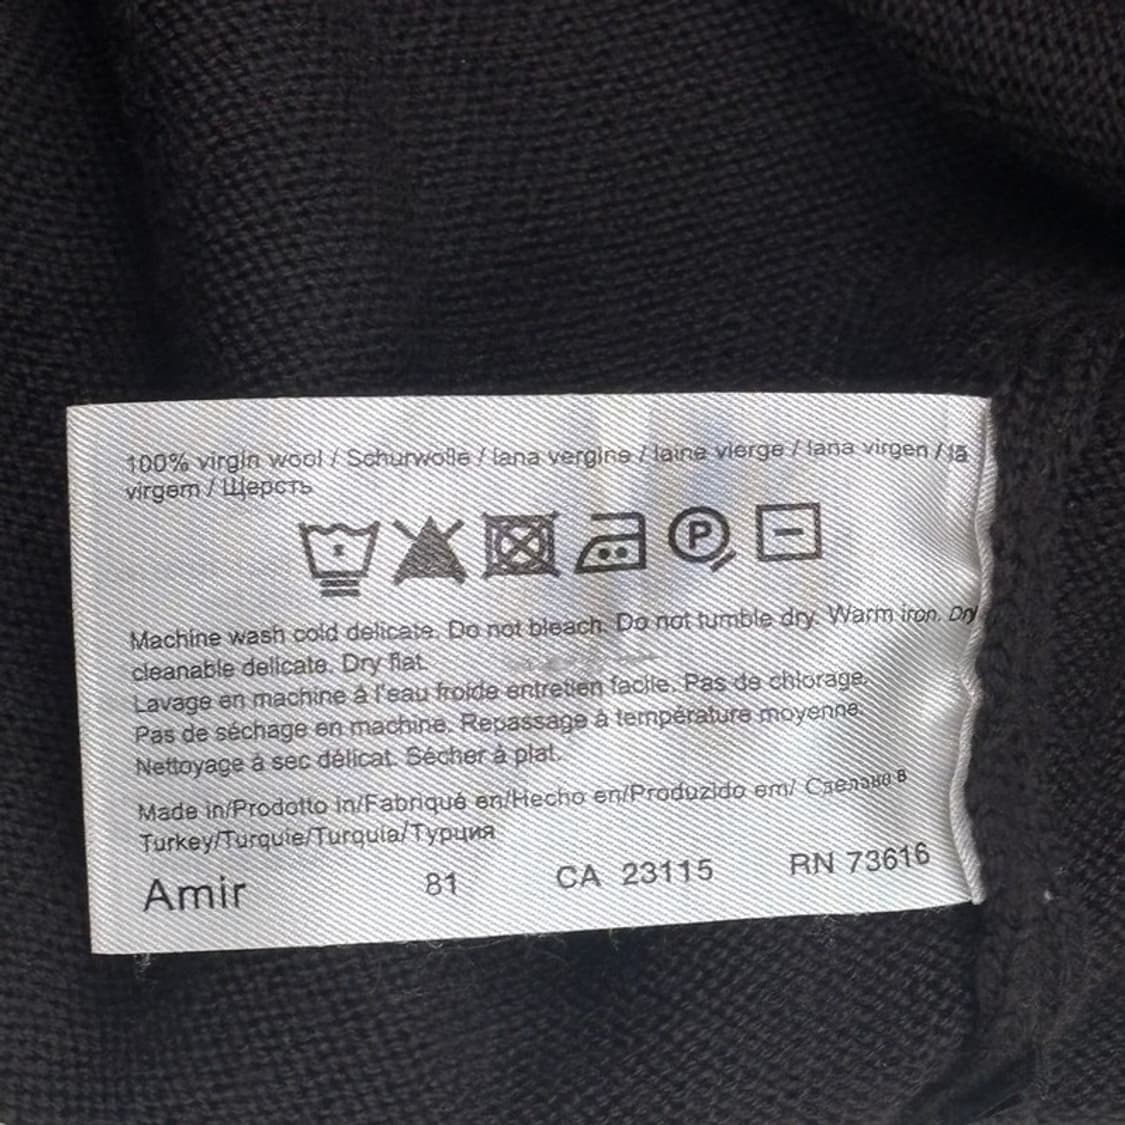 100% virgin wool / Schurwolle / lana vergine / laine vierge / lana virgen / lã
virgem / Шерсть
P
Machine wash cold delicate. Do not bleach. Do not tumble dry. Warm iron. Dry
cleanable delicate. Dry flat.
Lavage en machine à l'eau froide entretien facile. Pas de chlorage.
Pas de séchage en machine. Repassage à température moyenne.
Nettoyage à sec délicat. Sécher à plat.
Made in/Prodotto in/Fabriqué en/Hecho en/Produzido em/ Сделано в
Turkey/Turquie/Turquia/Турция
Amir 81 CA 23115 RN 73616